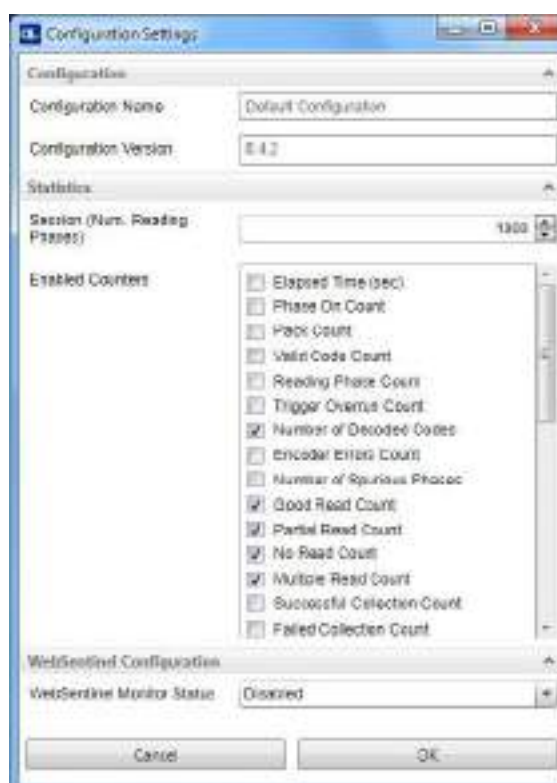 Configuration Settings
Configuration
Configuration Name
Default Configuration
Configuration Version
8.4.2
Statistics
Session (Num. Reading Phases)
1000
Enabled Counters
Elapsed Time (sec)
Phase On Count
Pack Count
Valid Code Count
Reading Phase Count
Trigger Overrun Count
Number of Decoded Codes
Encoder Errors Count
Number of Spurious Phases
Good Read Count
Partial Read Count
No Read Count
Multiple Read Count
Successful Collection Count
Failed Collection Count
WebSentinel Configuration
WebSentinel Monitor Status
Disabled
Cancel
OK